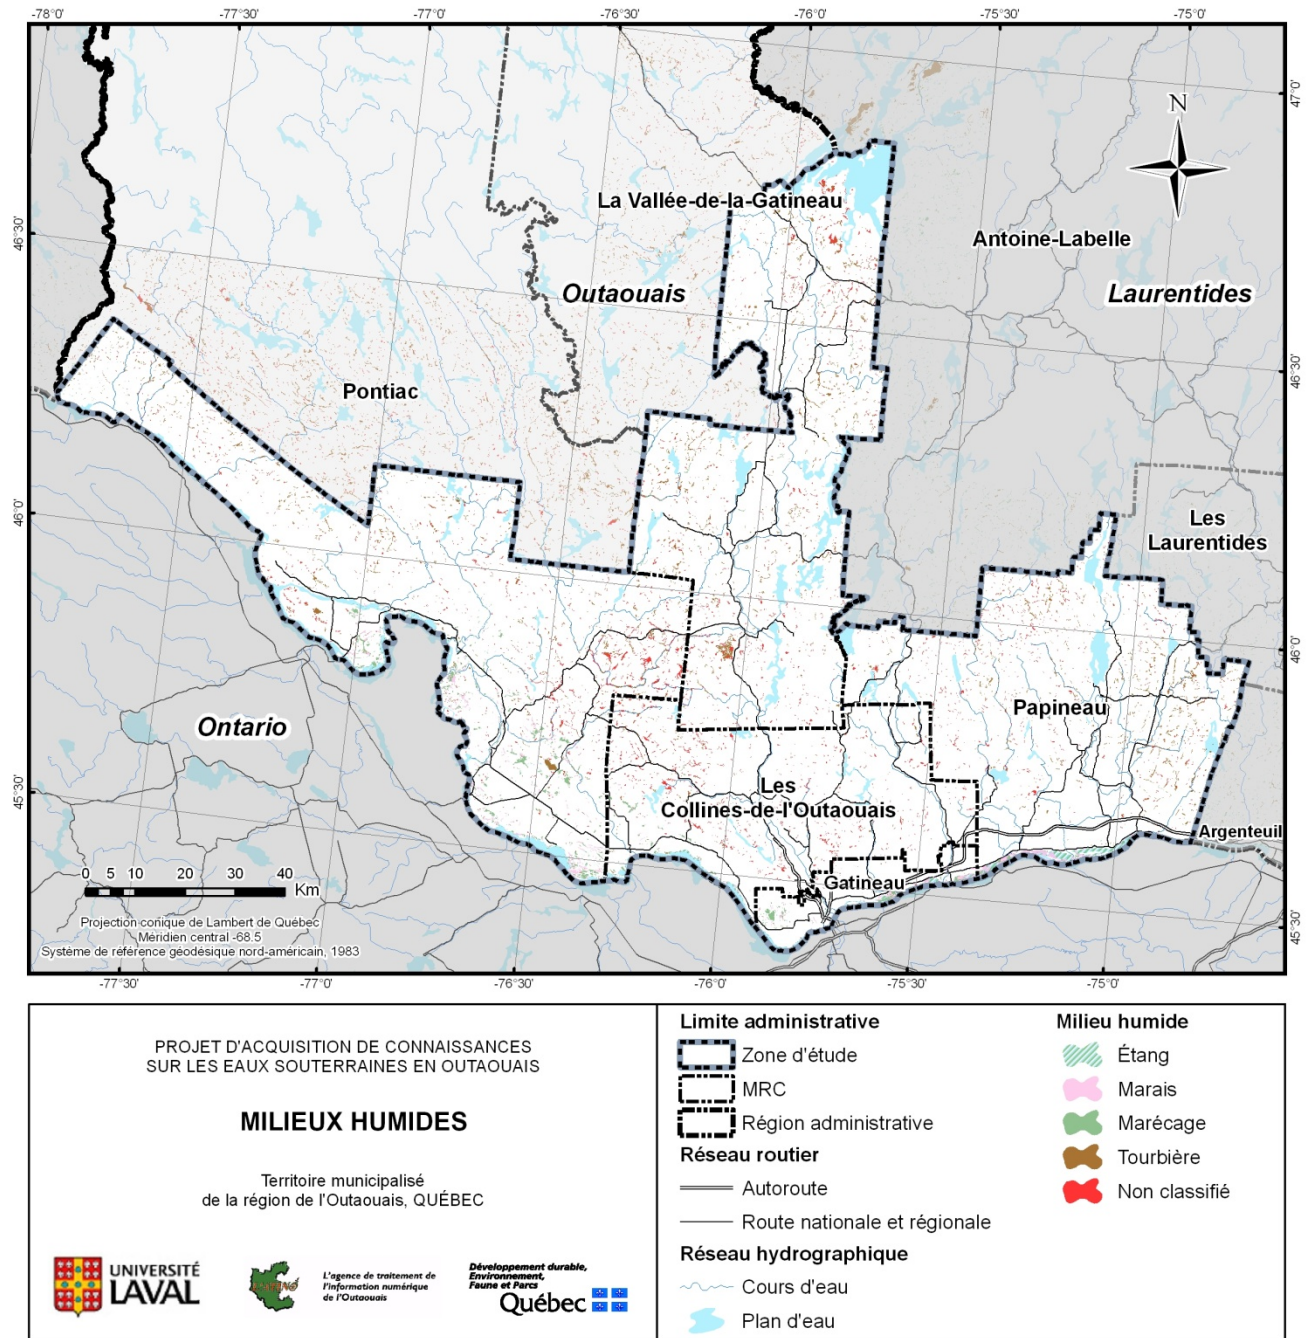 -78°0' -77°30' -77°0' -76°30' -76°0' -75°30' -75°0'
47°0'
N
La Vallée-de-la-Gatineau
46°30'
Antoine-Labelle
Outaouais
Laurentides
46°30'
Pontiac
46°0'
Les
Laurentides
46°0'
Papineau
Ontario
45°30'
Les
Collines-de-l'Outaouais
Argenteuil
Gatineau
0 5 10 20 30 40
Km
45°30'
Projection conique de Lambert de Québec
Méridien central -68.5
Système de référence géodésique nord-américain, 1983
-77°30' -77°0' -76°30' -76°0' -75°30' -75°0'
PROJET D'ACQUISITION DE CONNAISSANCES
SUR LES EAUX SOUTERRAINES EN OUTAOUAIS
MILIEUX HUMIDES
Territoire municipalisé
de la région de l'Outaouais, QUÉBEC
UNIVERSITÉ
LAVAL
L'agence de traitement de
l'information numérique
de l'Outaouais
Développement durable,
Environnement,
Faune et Parcs
Québec
Limite administrative
Zone d'étude
MRC
Région administrative
Réseau routier
Autoroute
Route nationale et régionale
Réseau hydrographique
Cours d'eau
Plan d'eau
Milieu humide
Étang
Marais
Marécage
Tourbière
Non classifié